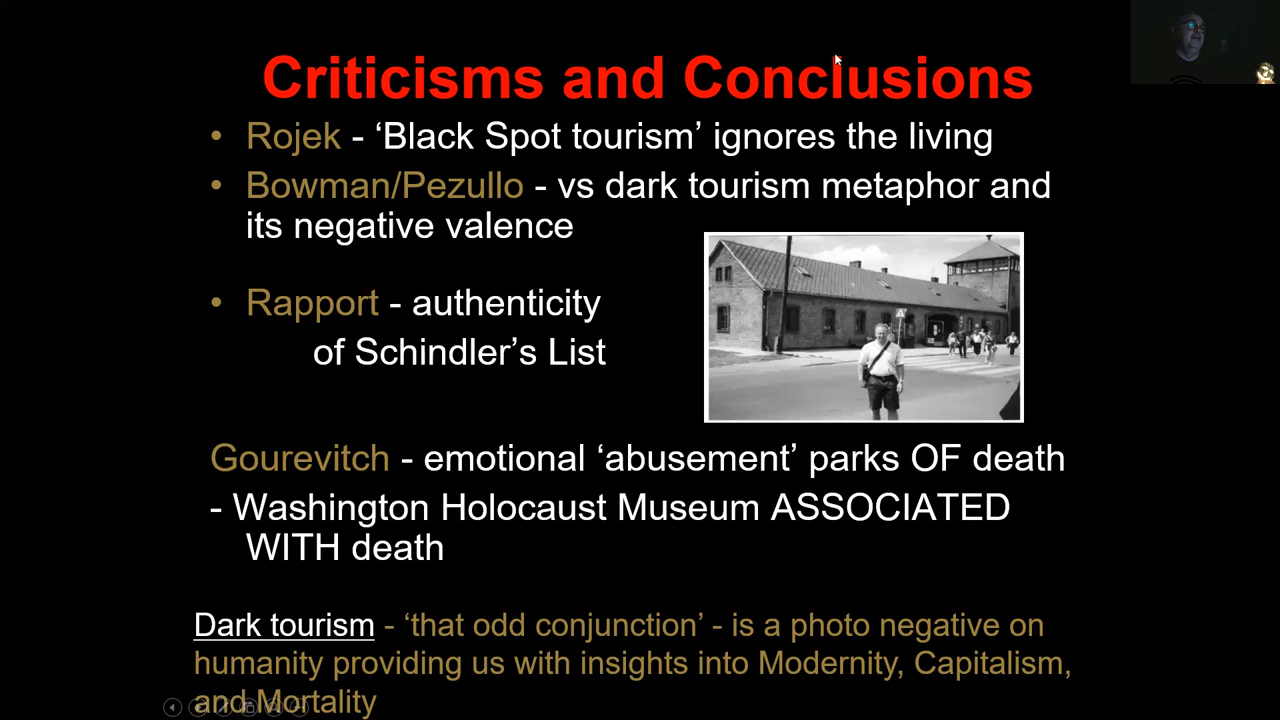 Criticisms and Conclusions
• Rojek - ‘Black Spot tourism’ ignores the living
• Bowman/Pezullo - vs dark tourism metaphor and
its negative valence
• Rapport - authenticity
of Schindler’s List
Gourevitch - emotional ‘abusement’ parks OF death
- Washington Holocaust Museum ASSOCIATED
WITH death
Dark tourism - ‘that odd conjunction’ - is a photo negative on
humanity providing us with insights into Modernity, Capitalism,
and Mortality